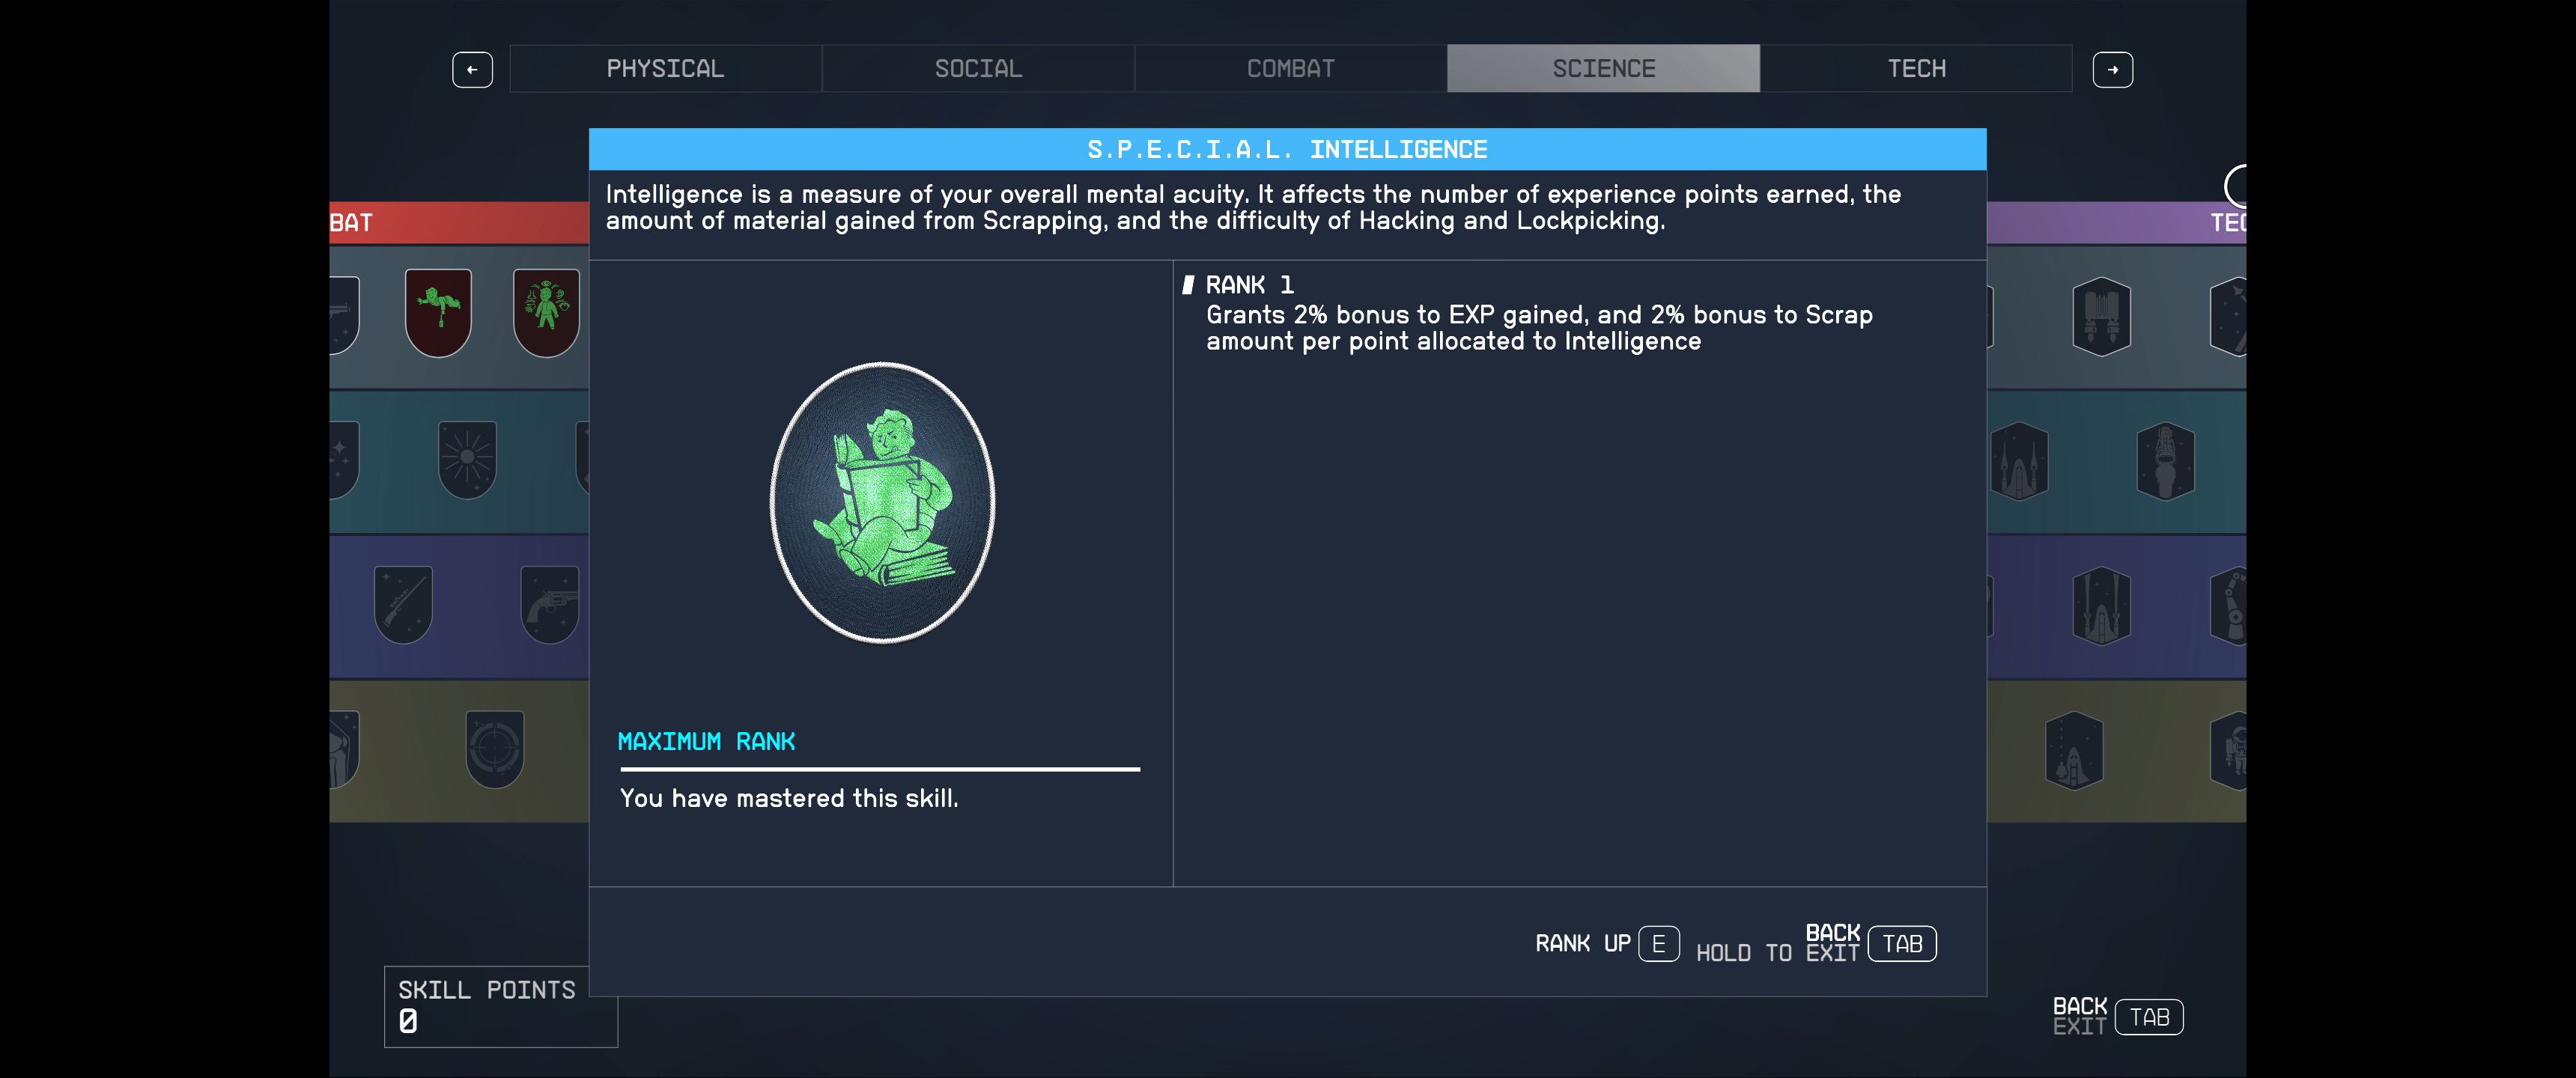 ←
PHYSICAL
SOCIAL
COMBAT
SCIENCE
TECH
→
S.P.E.C.I.A.L. INTELLIGENCE
Intelligence is a measure of your overall mental acuity. It affects the number of experience points earned, the
amount of material gained from Scrapping, and the difficulty of Hacking and Lockpicking.
BAT
TEC
RANK 1
Grants 2% bonus to EXP gained, and 2% bonus to Scrap
amount per point allocated to Intelligence
MAXIMUM RANK
You have mastered this skill.
RANK UP E
HOLD TO
BACK
EXIT
TAB
SKILL POINTS
0
BACK
EXIT
TAB